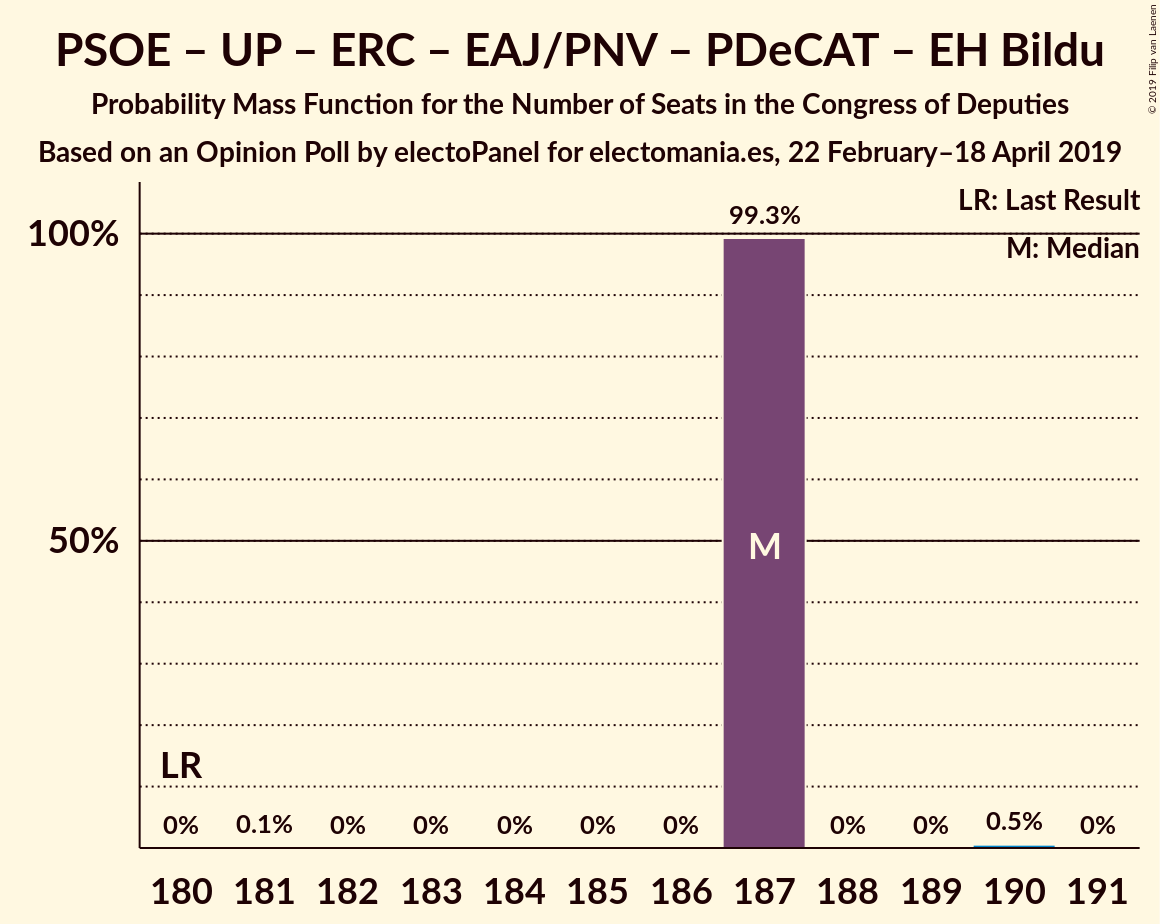 PSOE – UP – ERC – EAJ/PNV – PDeCAT – EH Bildu
Probability Mass Function for the Number of Seats in the Congress of Deputies
Based on an Opinion Poll by electoPanel for electomania.es, 22 February–18 April 2019
© 2019 Filip van Laenen
LR: Last Result
M: Median
99.3%
100%
50%
M
LR
0% 0.1% 0% 0% 0% 0% 0% 0% 0% 0.5% 0%
180 181 182 183 184 185 186 187 188 189 190 191